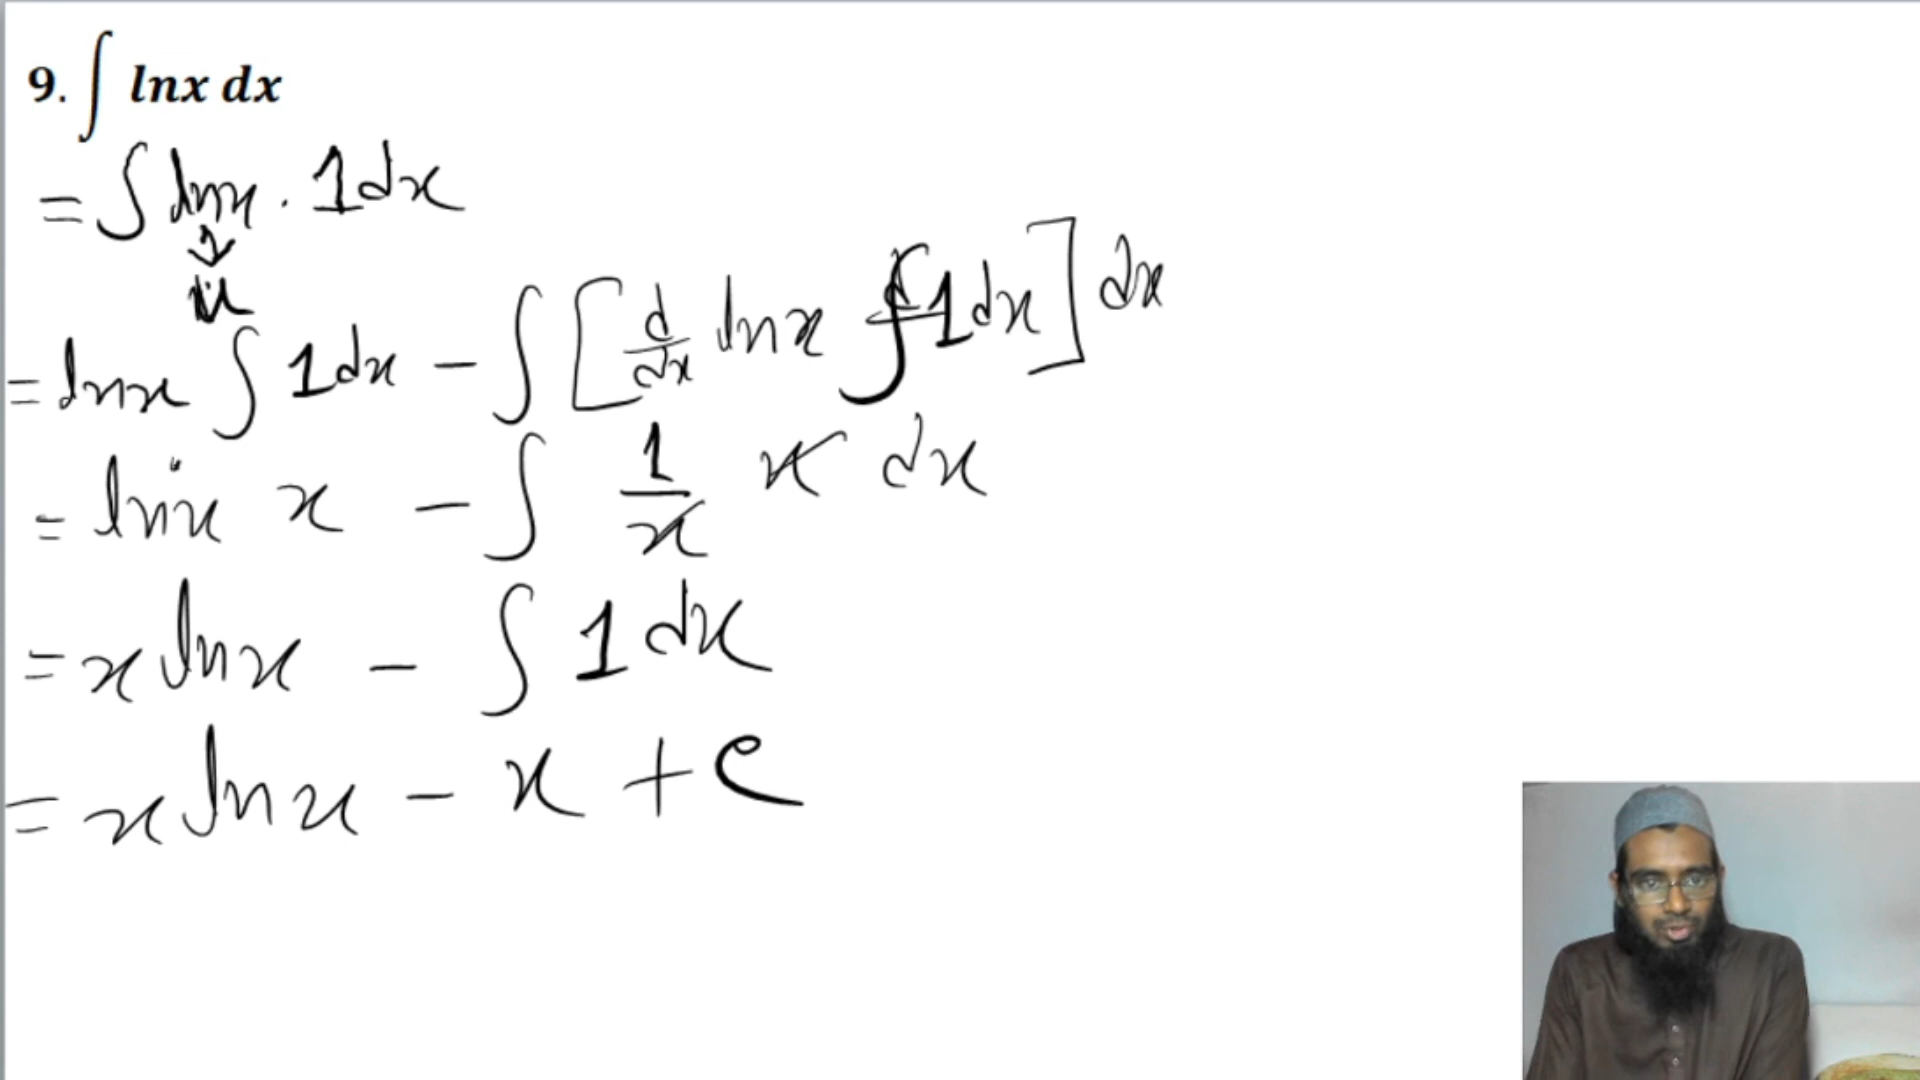 9. ∫ lnx dx
= ∫ lnx . 1dx
↓
u
= lnx ∫ 1dx - ∫ [d/dx lnx ∫1dx] dx
= lnx x - ∫ 1/x x dx
= x lnx - ∫ 1dx
= x lnx - x + c